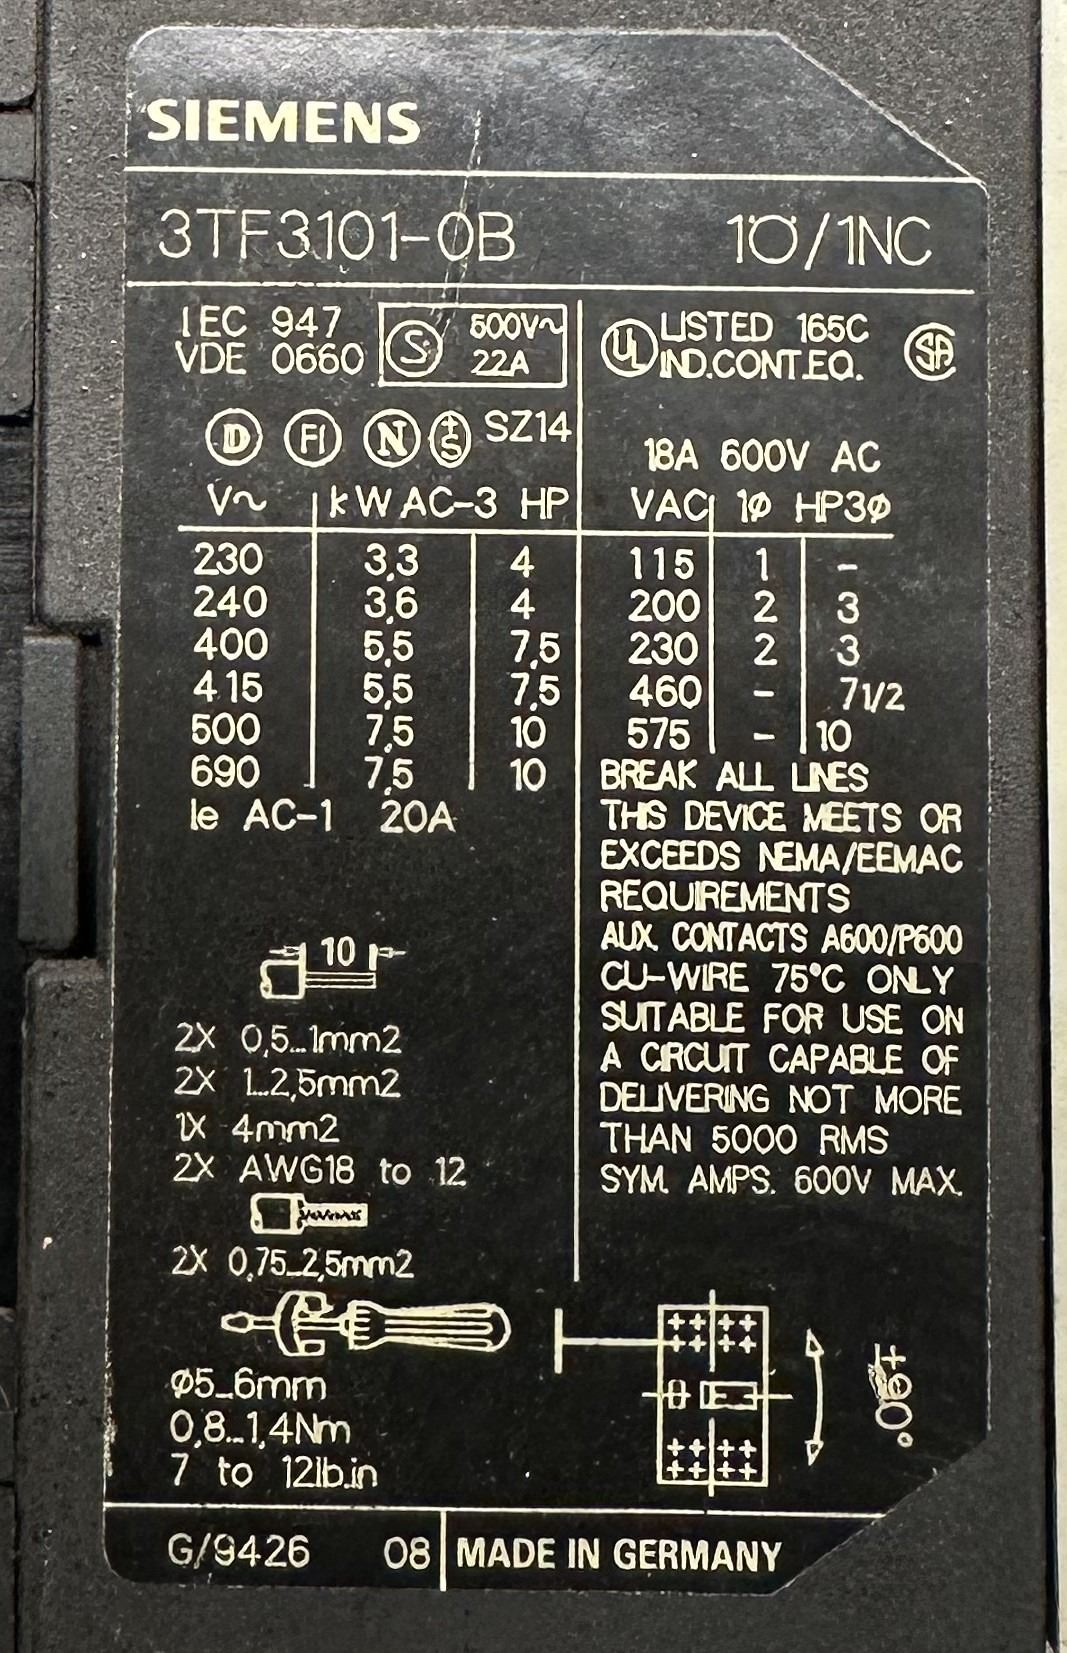 SIEMENS
3TF3101-0B 1Ö/1NC
IEC 947
VDE 0660
S 500V~
22A
D FI N +S SZ14
V~ kW AC-3 HP
230 3,3 4
240 3,6 4
400 5,5 7,5
415 5,5 7,5
500 7,5 10
690 7,5 10
Ie AC-1 20A
10
2X 0,5...1mm2
2X 1...2,5mm2
1X 4mm2
2X AWG18 to 12
2X 0,75...2,5mm2
ø5...6mm
0,8...1,4Nm
7 to 12lb.in
UL LISTED 165C
IND.CONT.EQ. SA
18A 600V AC
VAC 1ø HP3ø
115 1 -
200 2 3
230 2 3
460 - 7 1/2
575 - 10
BREAK ALL LINES
THIS DEVICE MEETS OR
EXCEEDS NEMA/EEMAC
REQUIREMENTS
AUX. CONTACTS A600/P600
CU-WIRE 75°C ONLY
SUITABLE FOR USE ON
A CIRCUIT CAPABLE OF
DELIVERING NOT MORE
THAN 5000 RMS
SYM. AMPS. 600V MAX.
G/9426 08 MADE IN GERMANY